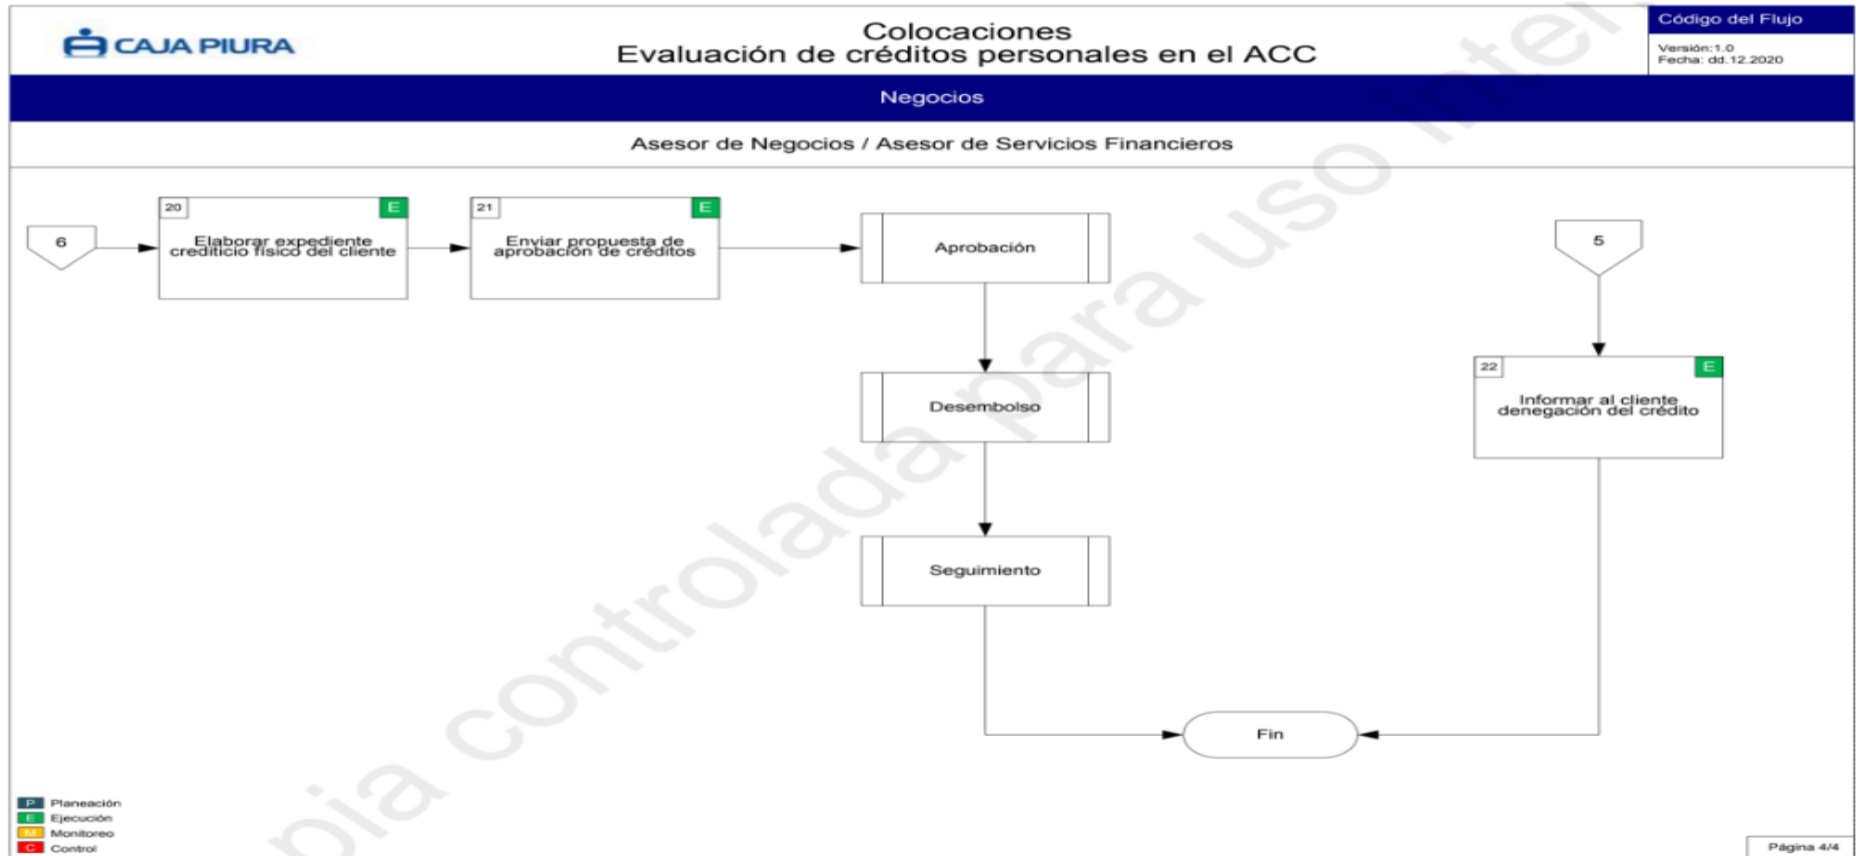 CAJA PIURA
Colocaciones
Evaluación de créditos personales en el ACC
Código del Flujo
Versión:1.0
Fecha: dd.12.2020
Negocios
Asesor de Negocios / Asesor de Servicios Financieros
6
20
E
Elaborar expediente
crediticio físico del cliente
21
E
Enviar propuesta de
aprobación de créditos
Aprobación
5
Desembolso
22
E
Informar al cliente
denegación del crédito
Seguimiento
Fin
P Planeación
E Ejecución
M Monitoreo
C Control
Página 4/4
pia controlada para uso inter